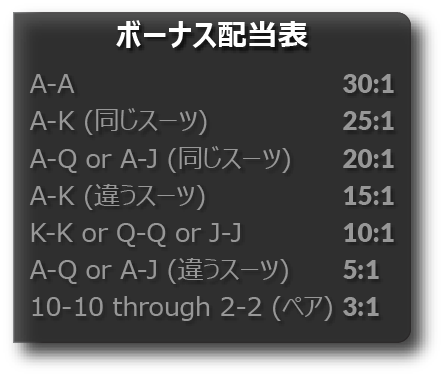 ボーナス配当表
A-A 30:1
A-K (同じスーツ) 25:1
A-Q or A-J (同じスーツ) 20:1
A-K (違うスーツ) 15:1
K-K or Q-Q or J-J 10:1
A-Q or A-J (違うスーツ) 5:1
10-10 through 2-2 (ペア) 3:1